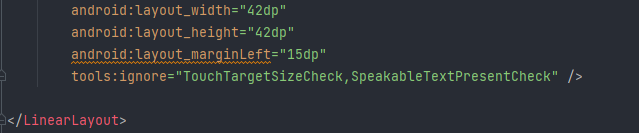 android:layout_width="42dp"
android:layout_height="42dp"
android:layout_marginLeft="15dp"
tools:ignore="TouchTargetSizeCheck,SpeakableTextPresentCheck" />
</LinearLayout>